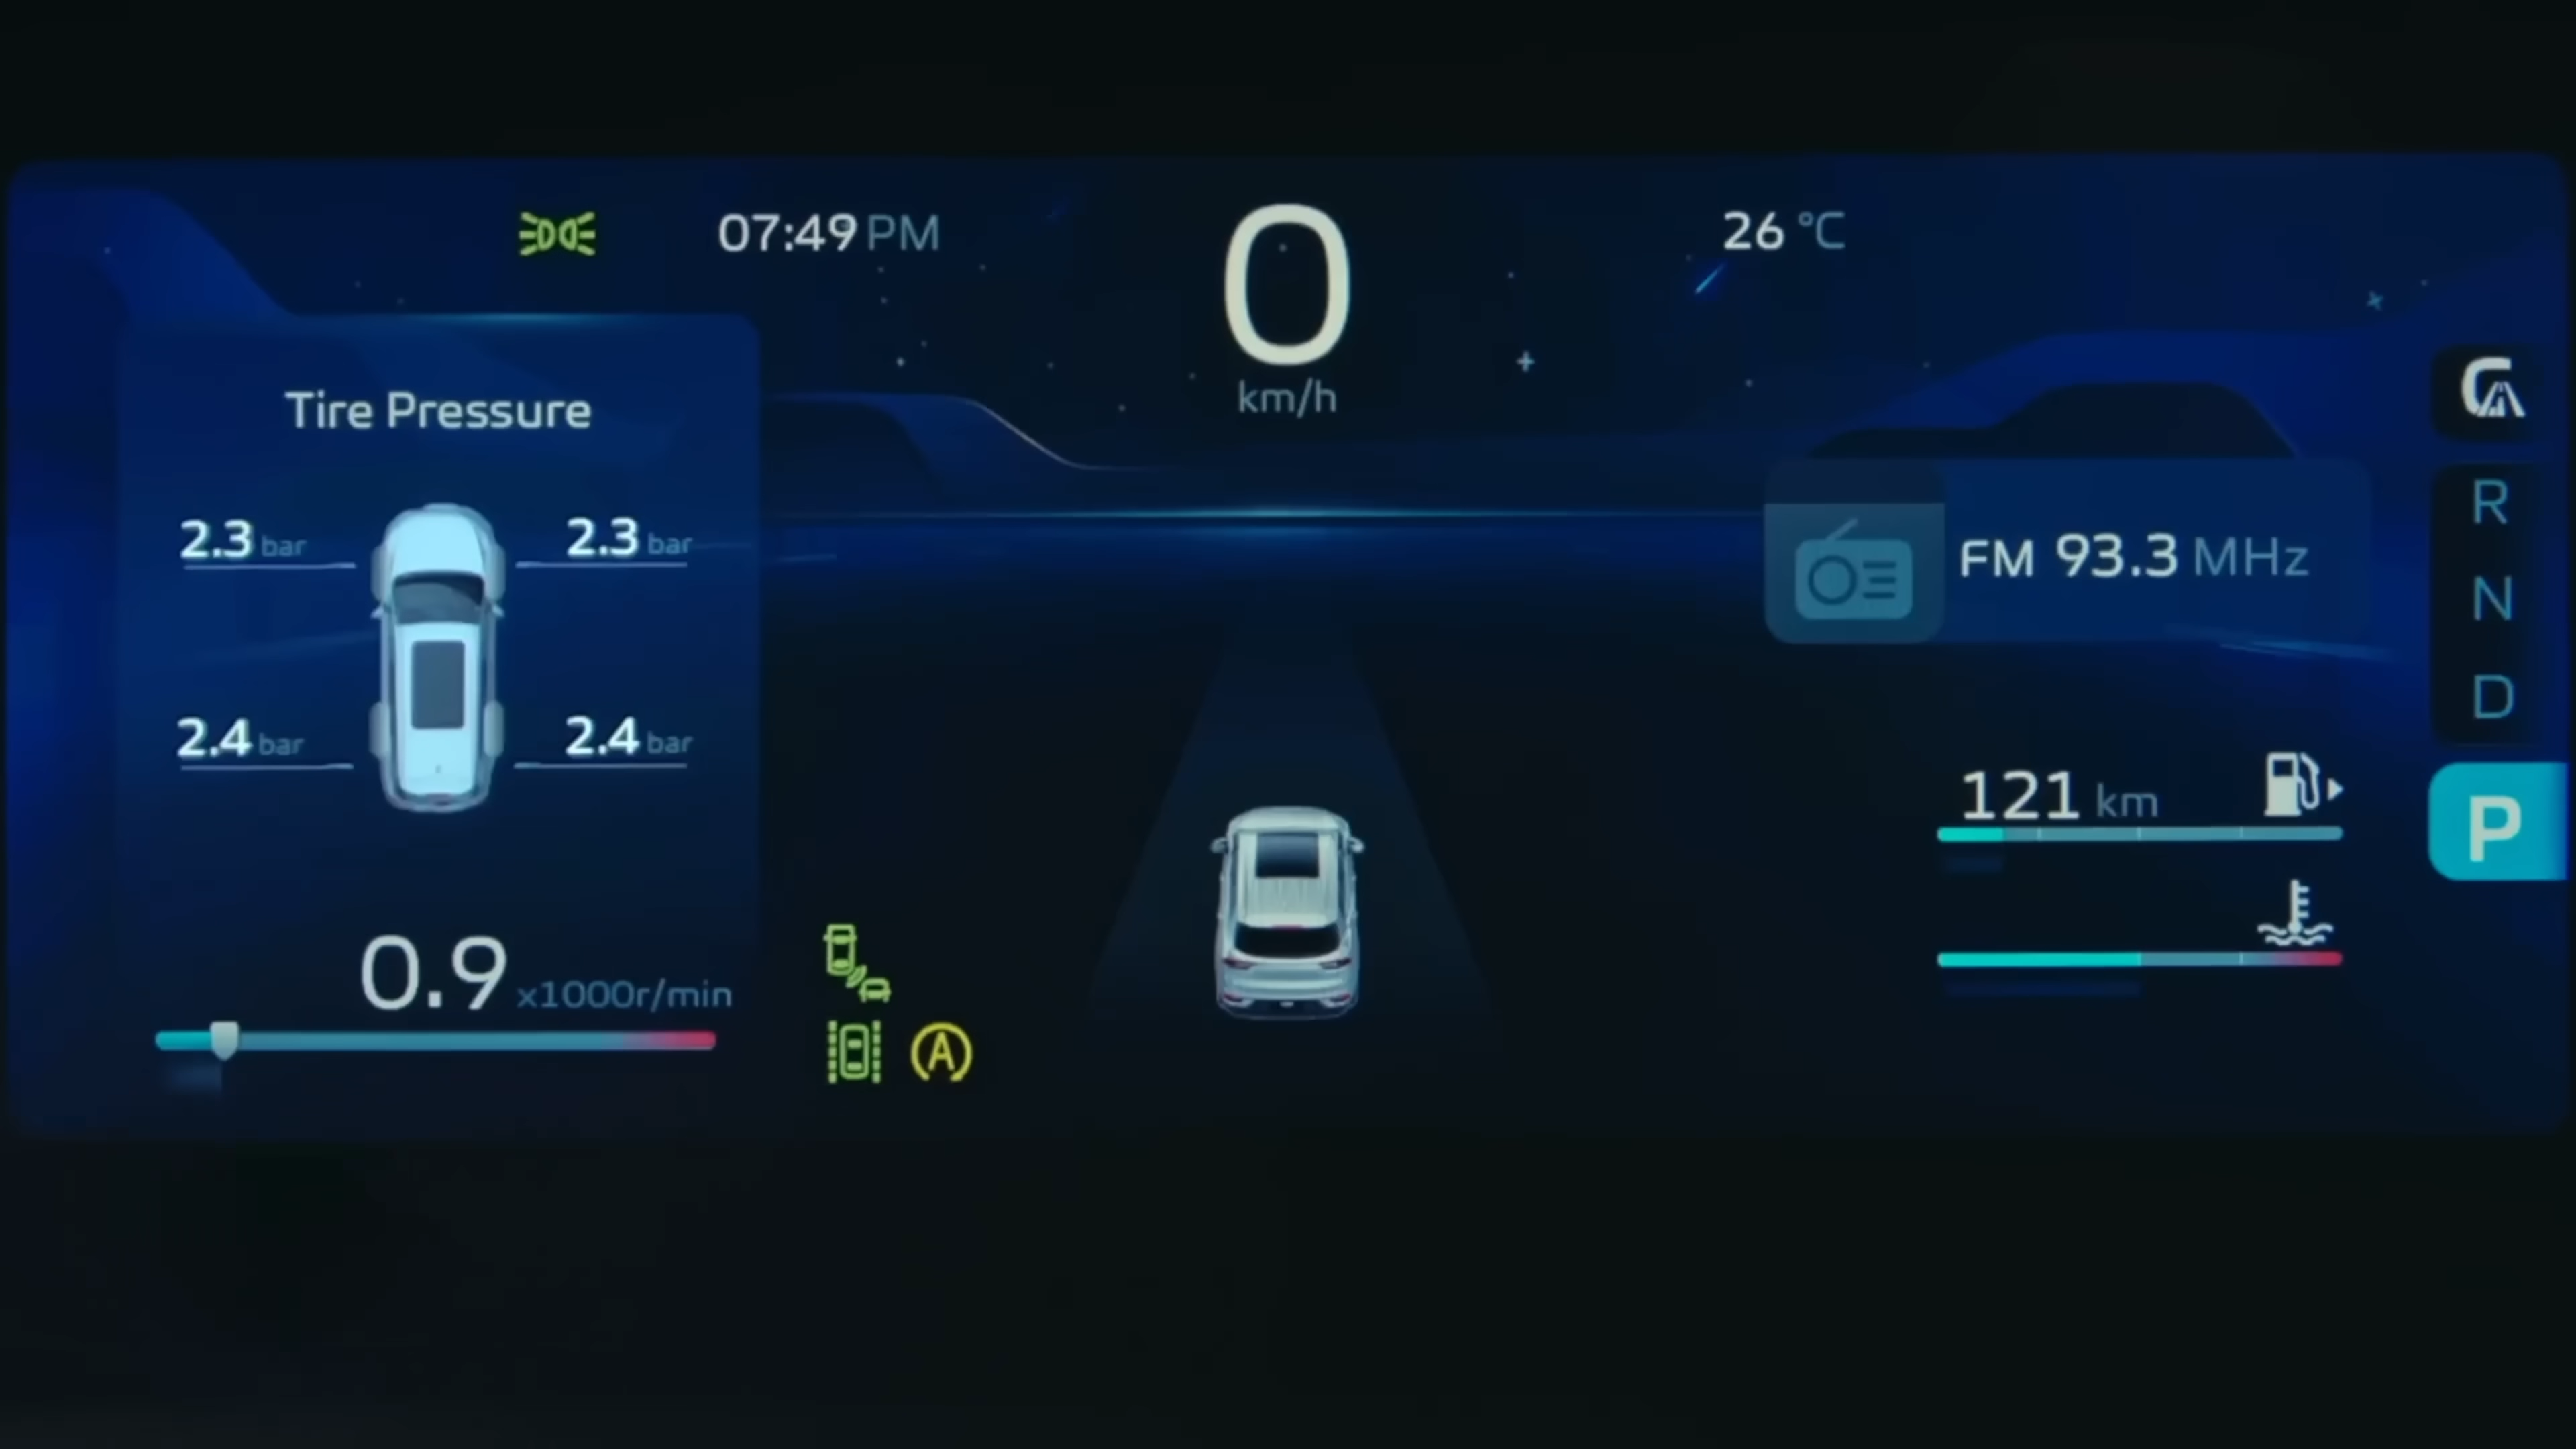 07:49 PM
0
km/h
26 °C
Tire Pressure
2.3 bar
2.3 bar
2.4 bar
2.4 bar
0.9 x1000r/min
A
FM 93.3 MHz
121 km
R
N
D
P